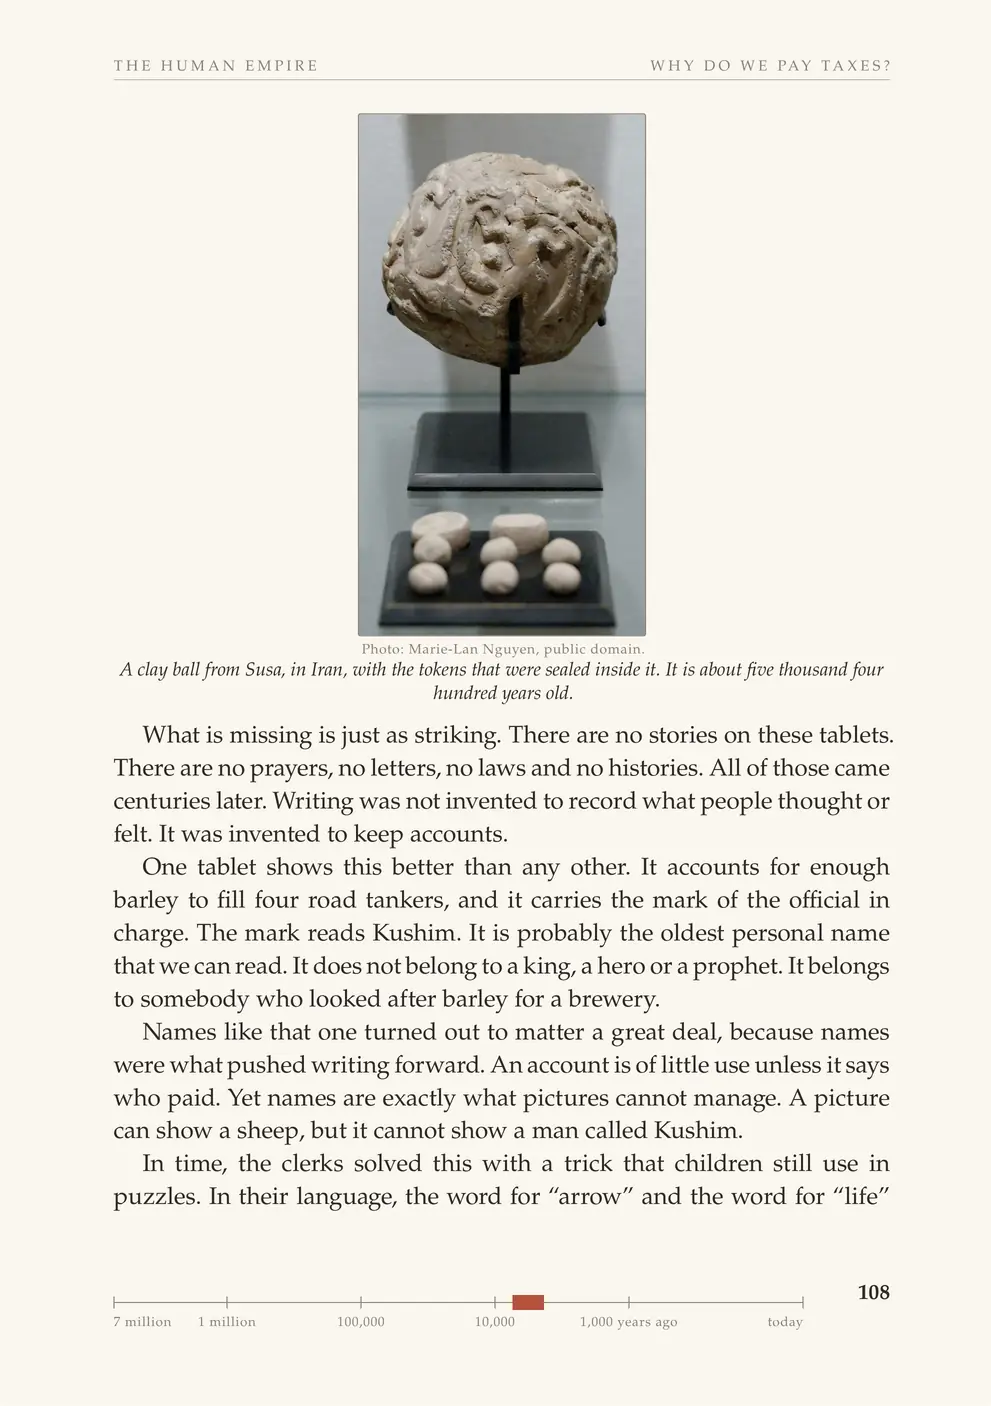 THE HUMAN EMPIRE
WHY DO WE PAY TAXES?
Photo: Marie-Lan Nguyen, public domain.
A clay ball from Susa, in Iran, with the tokens that were sealed inside it. It is about five thousand four
hundred years old.
What is missing is just as striking. There are no stories on these tablets.
There are no prayers, no letters, no laws and no histories. All of those came
centuries later. Writing was not invented to record what people thought or
felt. It was invented to keep accounts.
One tablet shows this better than any other. It accounts for enough
barley to fill four road tankers, and it carries the mark of the official in
charge. The mark reads Kushim. It is probably the oldest personal name
that we can read. It does not belong to a king, a hero or a prophet. It belongs
to somebody who looked after barley for a brewery.
Names like that one turned out to matter a great deal, because names
were what pushed writing forward. An account is of little use unless it says
who paid. Yet names are exactly what pictures cannot manage. A picture
can show a sheep, but it cannot show a man called Kushim.
In time, the clerks solved this with a trick that children still use in
puzzles. In their language, the word for “arrow” and the word for “life”
108
7 million
1 million
100,000
10,000
1,000 years ago
today